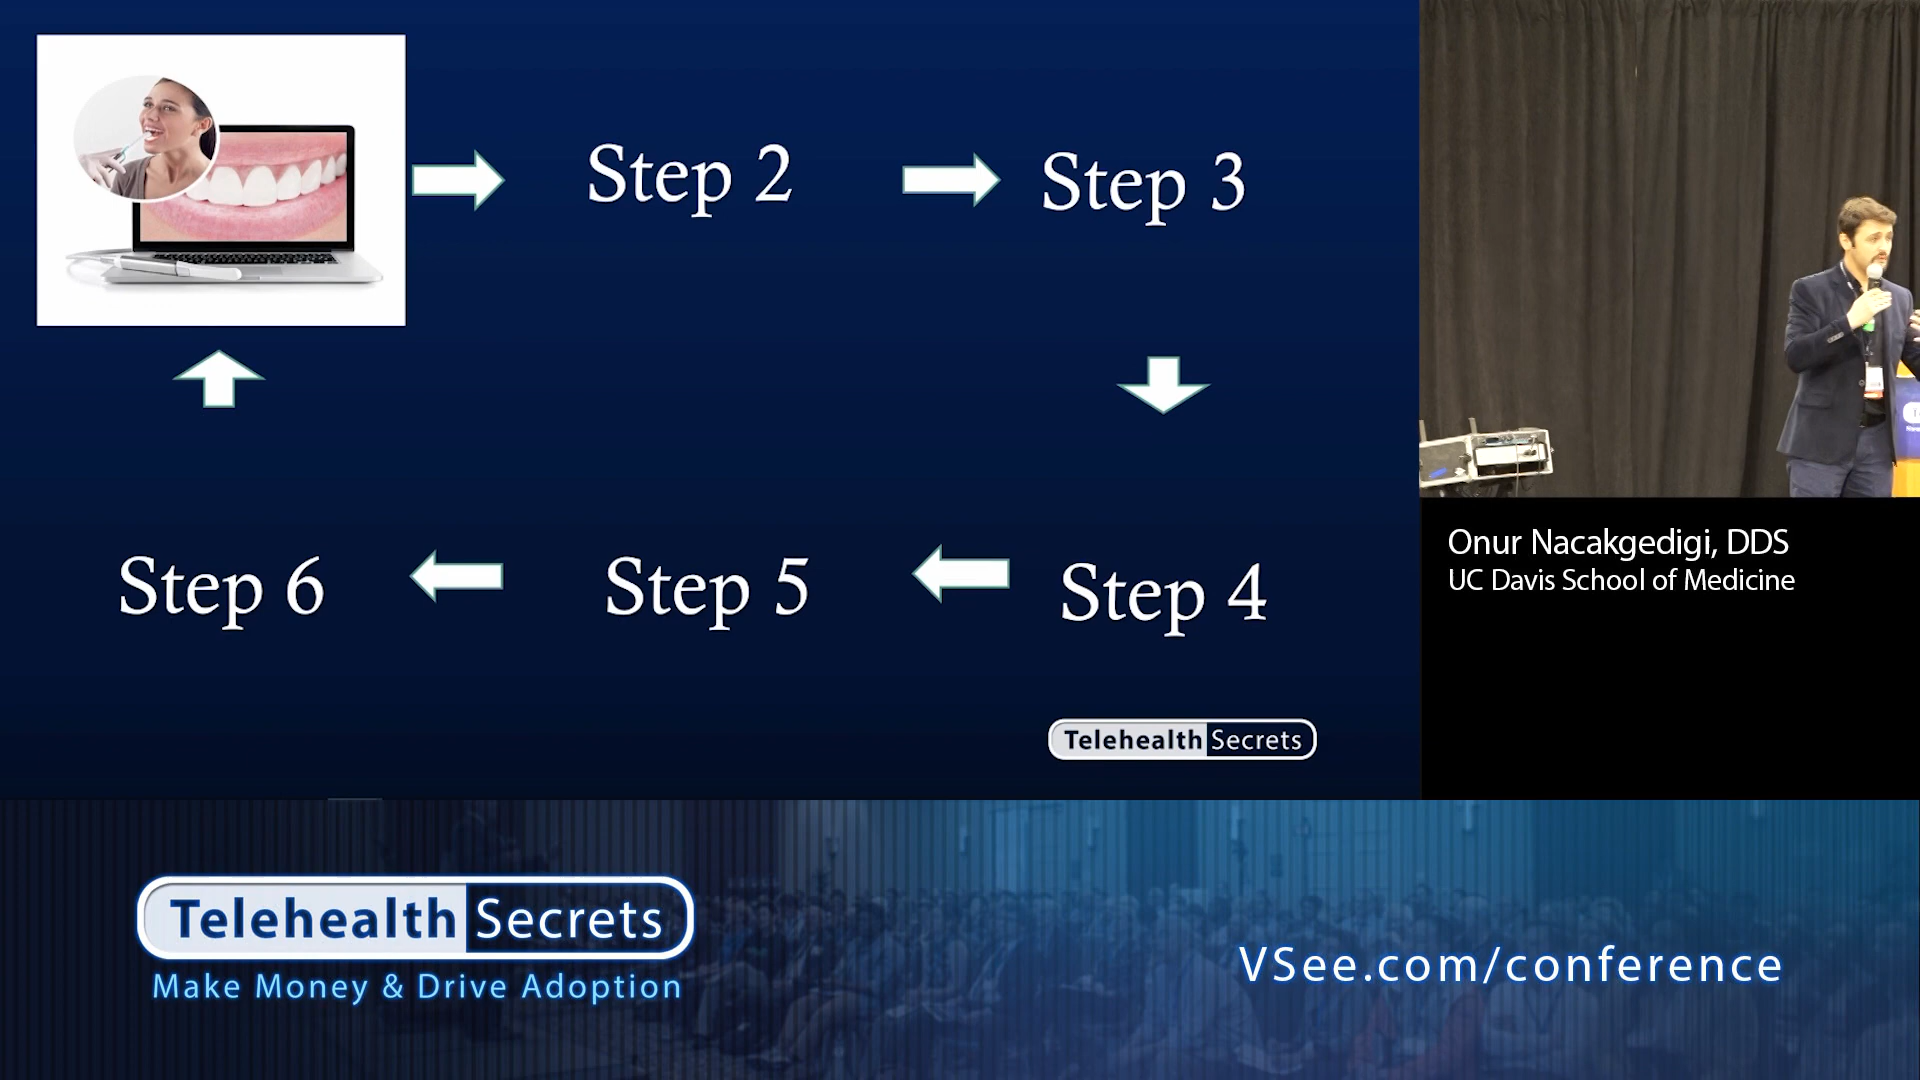 Step 2
Step 3
Step 6
Step 5
Step 4
Telehealth Secrets
Onur Nacakgedigi, DDS
UC Davis School of Medicine
Telehealth Secrets
Make Money & Drive Adoption
VSee.com/conference